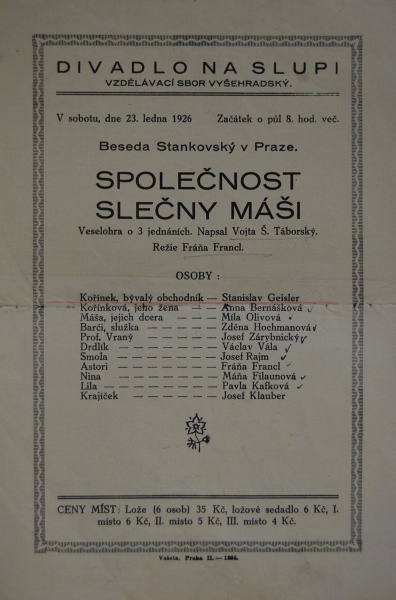 DIVADLO NA SLUPI
VZDĚLÁVACÍ SBOR VYŠEHRADSKÝ.
V sobotu, dne 23. ledna 1926 Začátek o půl 8. hod. več.
Beseda Stankovský v Praze.
SPOLEČNOST
SLEČNY MÁŠI
Veselohra o 3 jednáních. Napsal Vojta Š. Táborský.
Režie Fráňa Francl.
OSOBY :
Kořínek, bývalý obchodník — Stanislav Geisler
Kořínková, jeho žena — — Anna Bernášková
Máša, jejich dcera — — — Míla Olivová
Barči, služka — — — — Zděna Hochmanová
Prof. Vraný — — — — Josef Zárybnický
Drdlík — — — — — Václav Vála
Smola — — — — — Josef Rajm
Astori — — — — — Fráňa Francl
Nina — — — — — Máňa Filaunová
Lila — — — — — Pavla Kafková
Krajíček — — — — Josef Klauber
CENY MÍST: Lože (6 osob) 35 Kč, ložové sedadlo 6 Kč, I.
místo 6 Kč, II. místo 5 Kč, III. místo 4 Kč.
Praha II.—